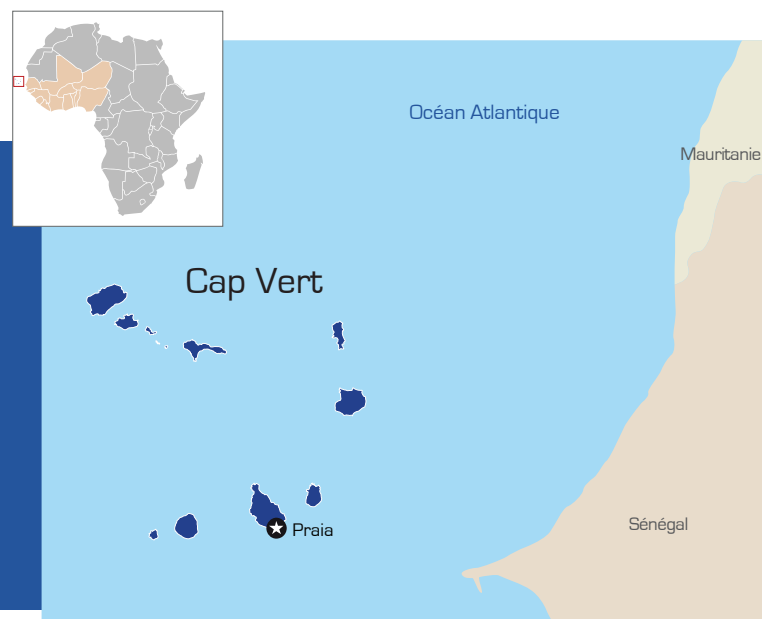 Océan Atlantique
Mauritanie
Cap Vert
Sénégal
Praia